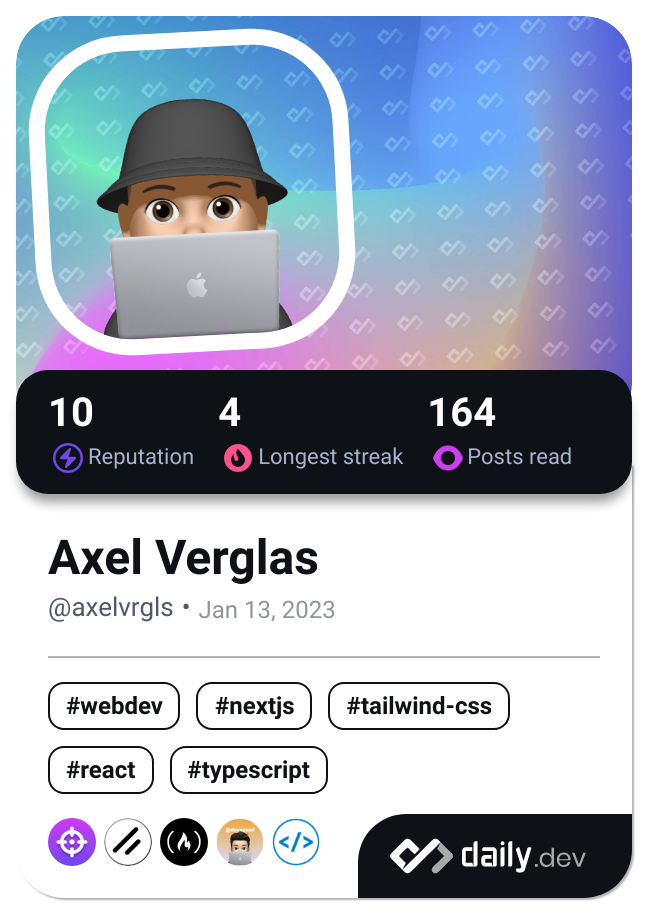 10 4 164
Reputation Longest streak Posts read
Axel Verglas
@axelvrgls • Jan 13, 2023
#webdev #nextjs #tailwind-css
#react #typescript
</> daily.dev